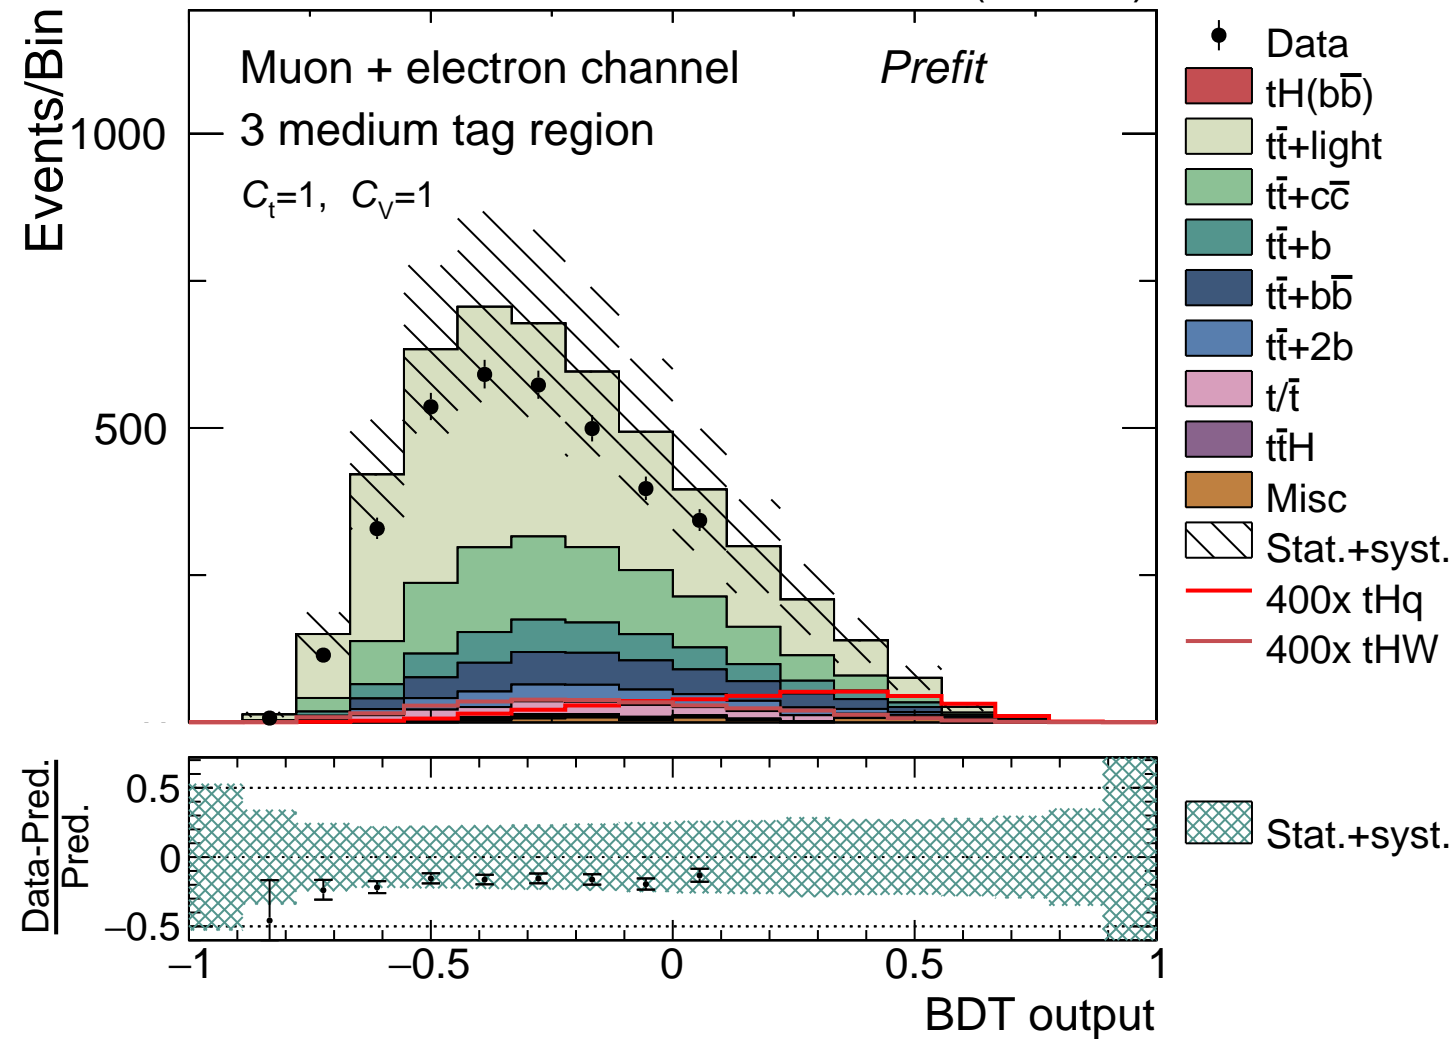 Events/Bin
1000
500
Muon + electron channel
Prefit
3 medium tag region
Cₜ=1, C_V=1
Data
tH(bb̅)
tt̅+light
tt̅+cc̅
tt̅+b
tt̅+bb̅
tt̅+2b
t/t̅
tt̅H
Misc
Stat.+syst.
400x tHq
400x tHW
Data-Pred.
Pred.
0.5
0
−0.5
Stat.+syst.
−1
−0.5
0
0.5
1
BDT output